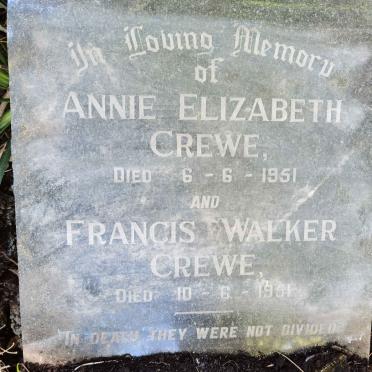 In Loving Memory
of
ANNIE ELIZABETH
CREWE,
DIED 6-6-1951
AND
FRANCIS WALKER
CREWE,
DIED 10-6-1951
"IN DEATH THEY WERE NOT DIVIDED"